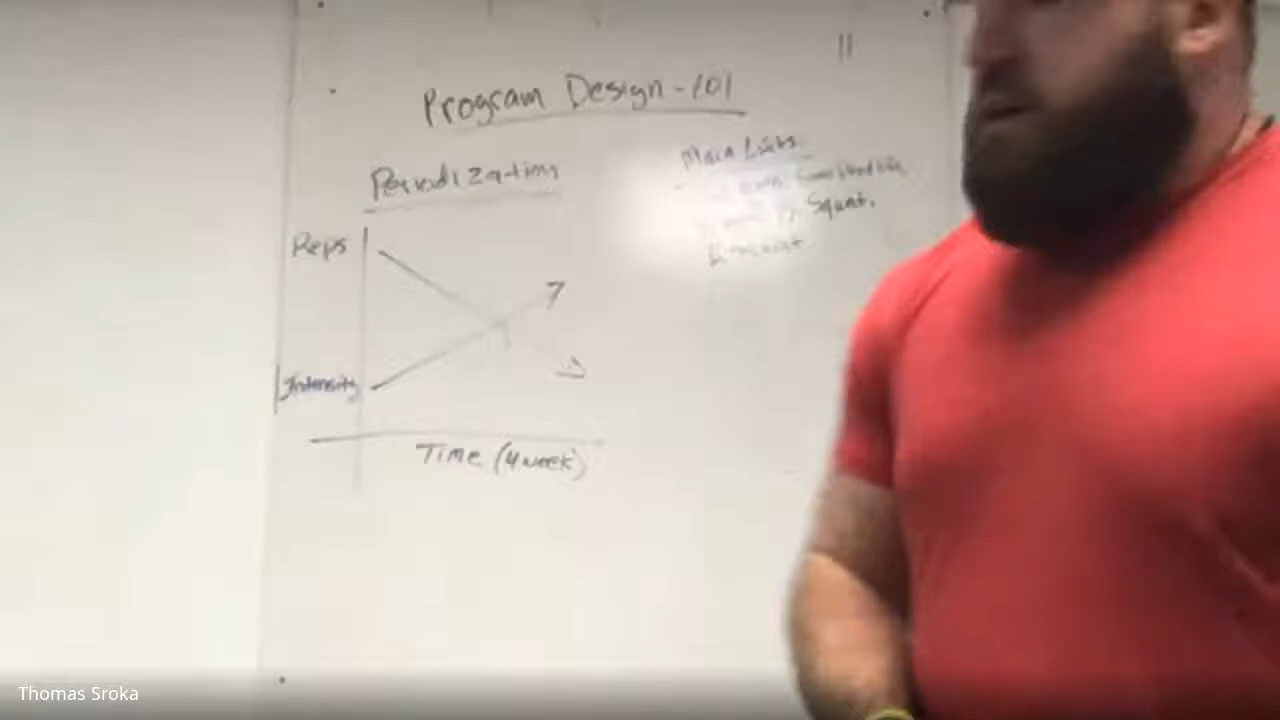 Program Design - 101
Periodization
Reps
Intensity
Time (4 week)
Main Lifts
Squat.
Thomas Sroka